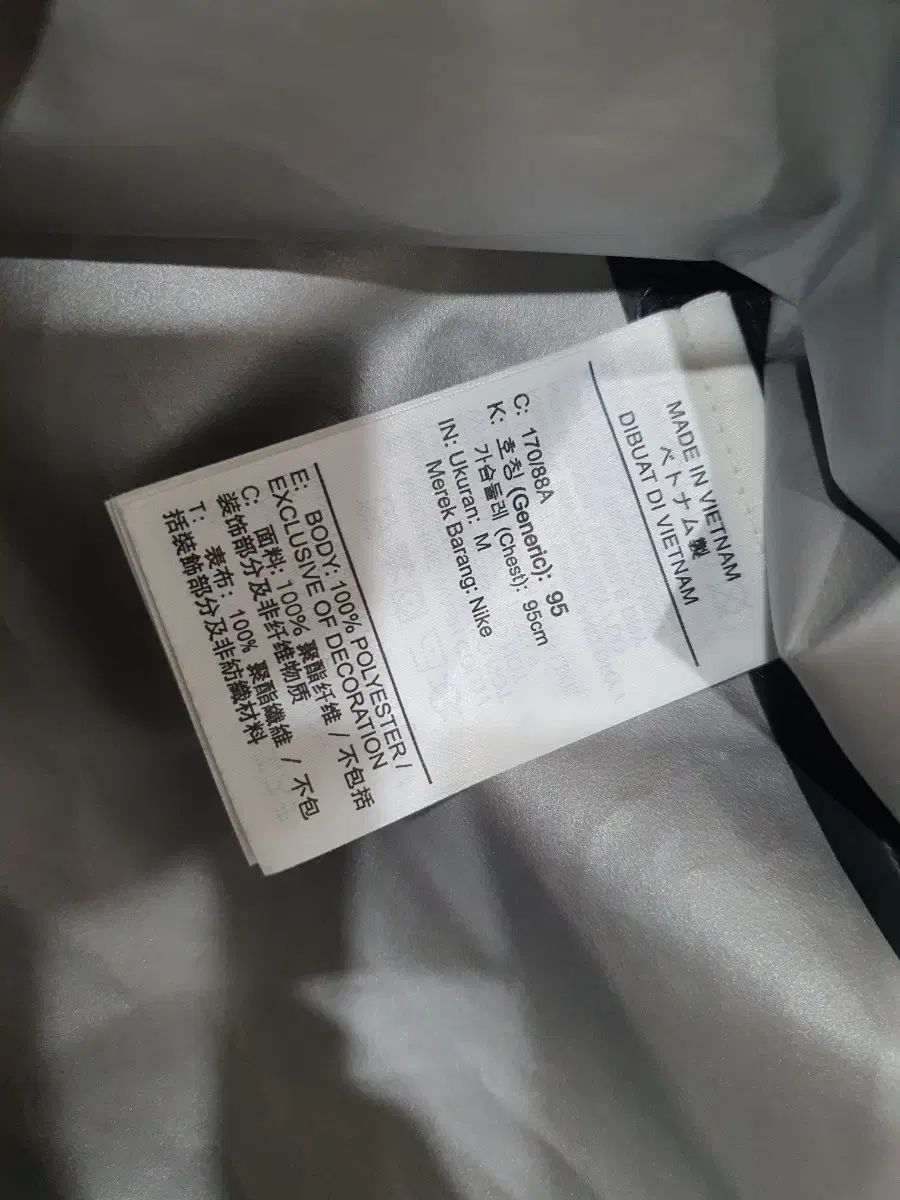 MADE IN VIETNAM
ベトナム製
DIBUAT DI VIETNAM
C: 170/88A
K: 호칭 (Generic): 95
가슴둘레 (Chest): 95cm
IN: Ukuran: M
Merek Barang: Nike
E: BODY: 100% POLYESTER /
EXCLUSIVE OF DECORATION
C: 面料: 100% 聚酯纤维 / 不包括
装饰部分及非纤维物质
T: 表布: 100% 聚酯纖維 / 不包
括裝飾部分及非紡織材料